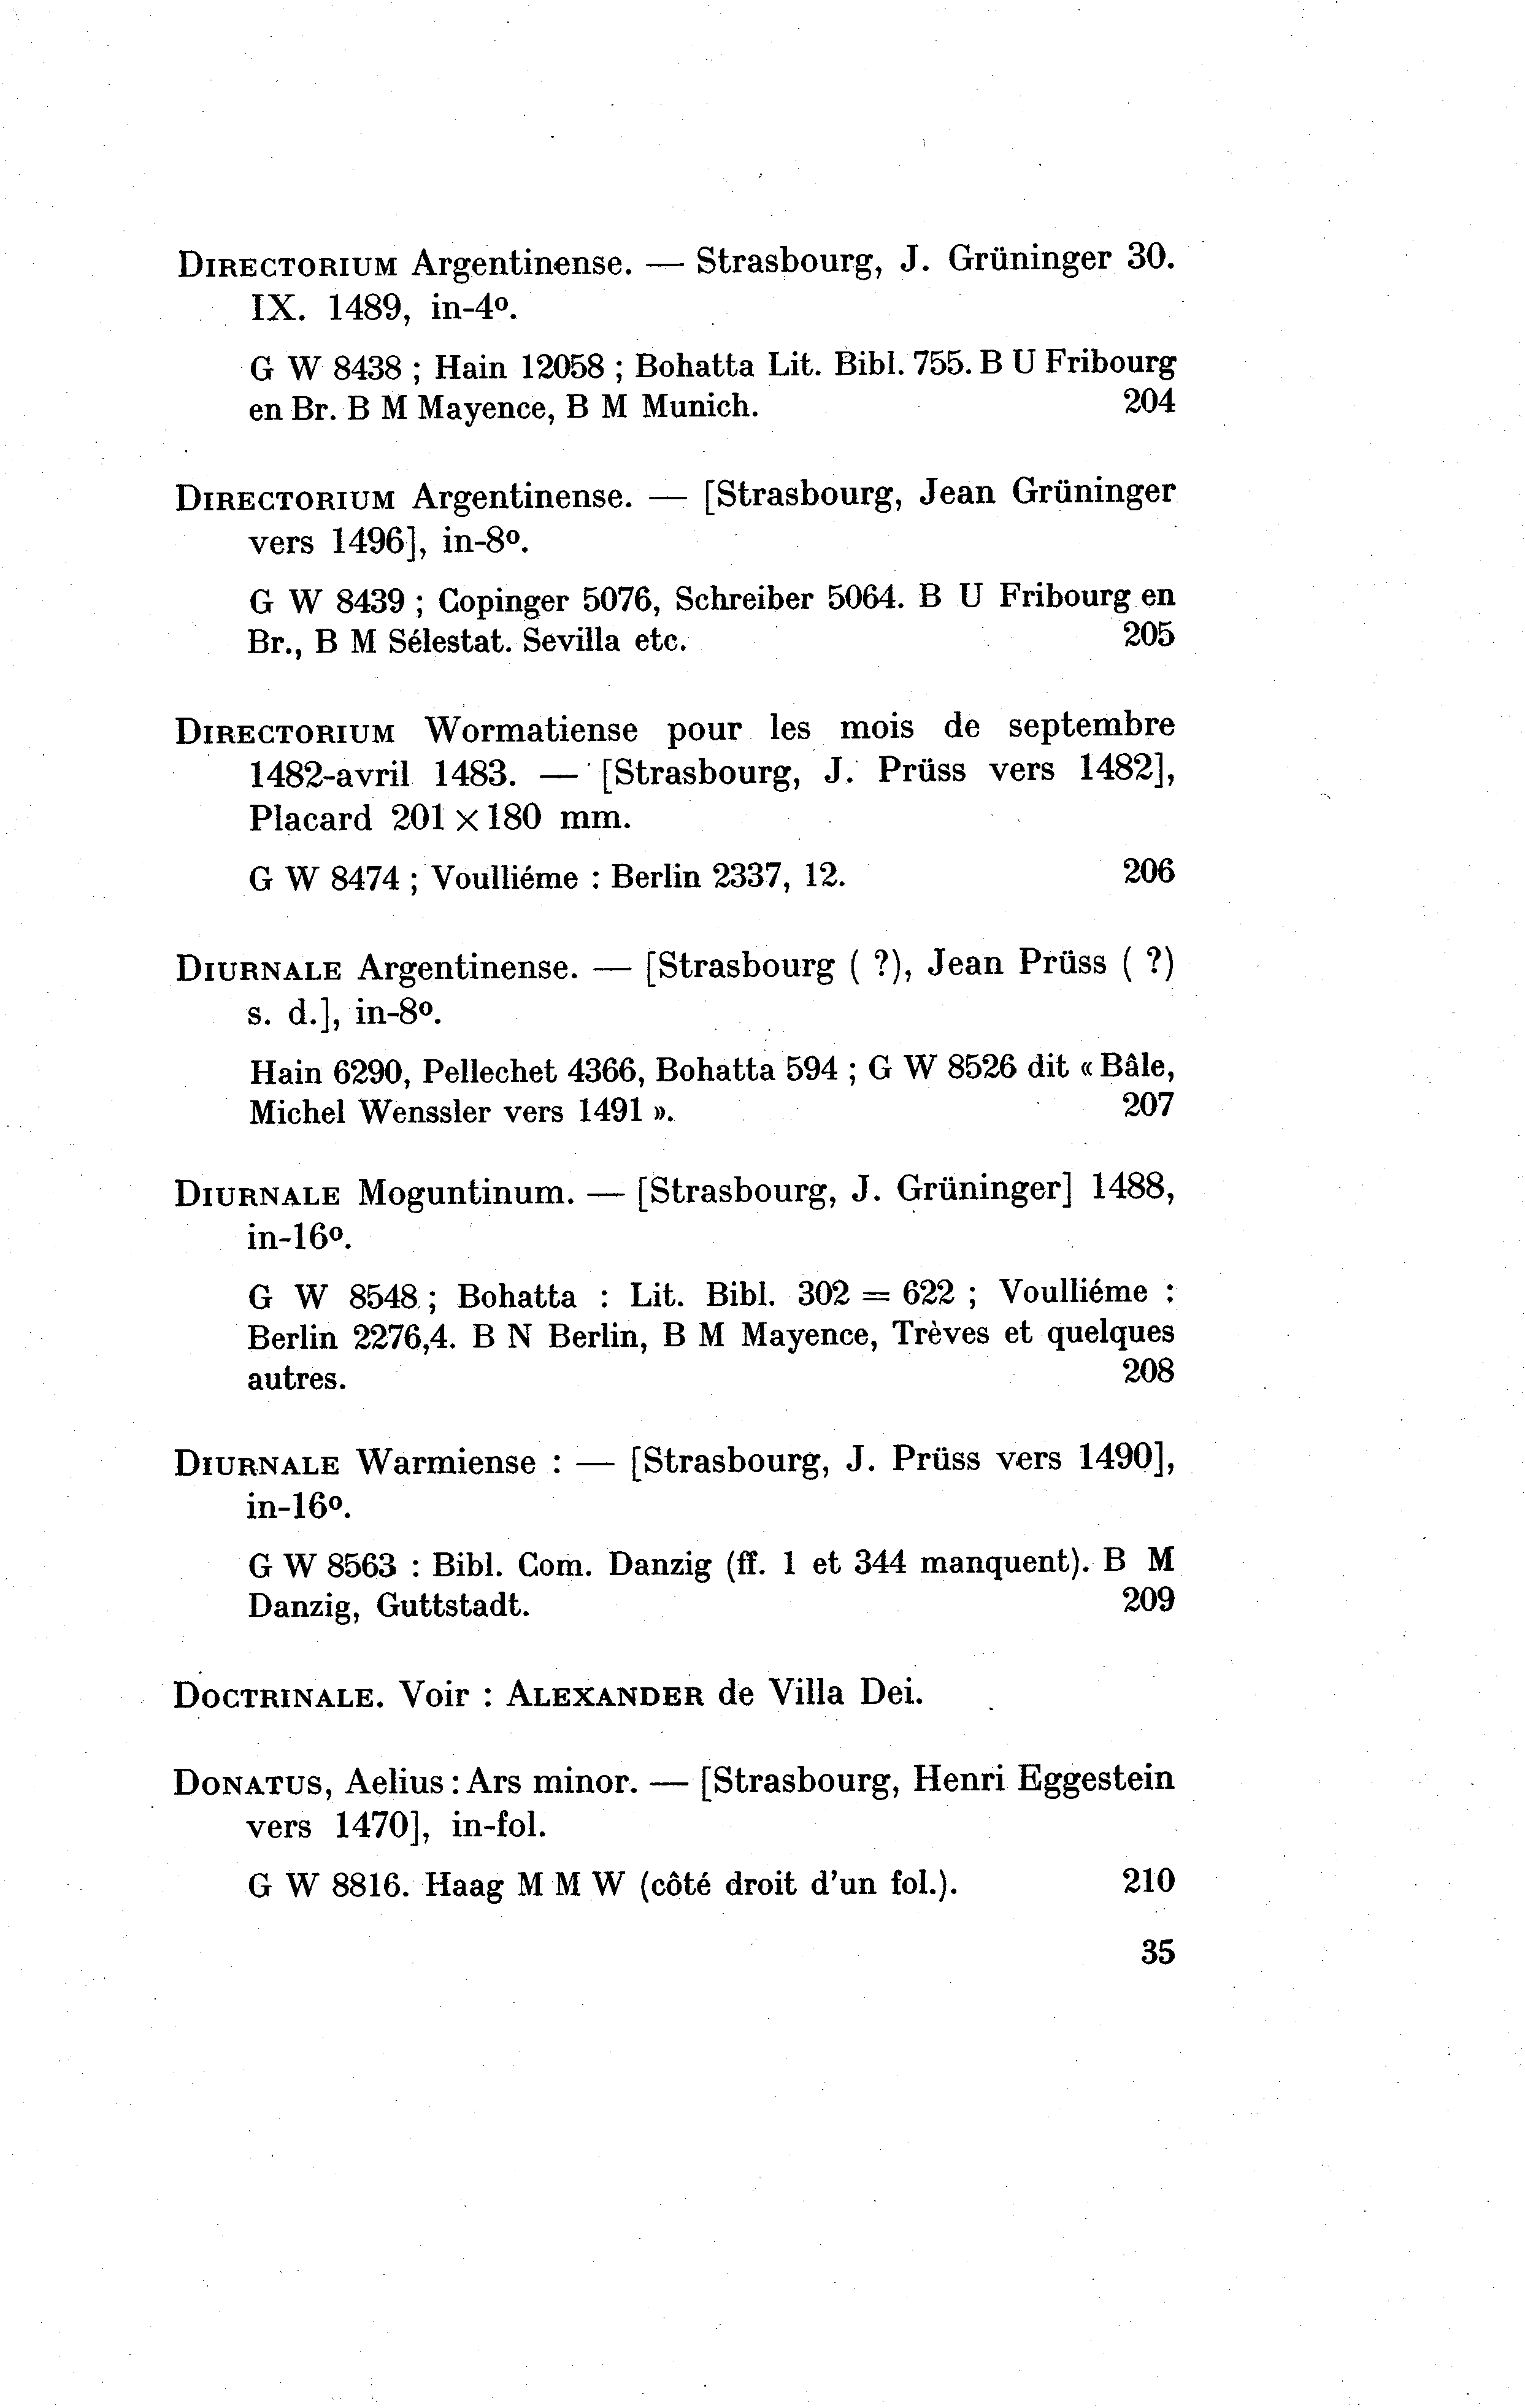 DIRECTORIUM Argentinense. — Strasbourg, J. Grüninger 30.
IX. 1489, in-4º.
G W 8438 ; Hain 12058 ; Bohatta Lit. Bibl. 755. B U Fribourg
en Br. B M Mayence, B M Munich. 204
DIRECTORIUM Argentinense. — [Strasbourg, Jean Grüninger
vers 1496], in-8º.
G W 8439 ; Copinger 5076, Schreiber 5064. B U Fribourg en
Br., B M Sélestat. Sevilla etc. 205
DIRECTORIUM Wormatiense pour les mois de septembre
1482-avril 1483. — [Strasbourg, J. Prüss vers 1482],
Placard 201 × 180 mm.
G W 8474 ; Voulliéme : Berlin 2337, 12. 206
DIURNALE Argentinense. — [Strasbourg ( ?), Jean Prüss ( ?)
s. d.], in-8º.
Hain 6290, Pellechet 4366, Bohatta 594 ; G W 8526 dit « Bâle,
Michel Wenssler vers 1491 ». 207
DIURNALE Moguntinum. — [Strasbourg, J. Grüninger] 1488,
in-16º.
G W 8548 ; Bohatta : Lit. Bibl. 302 = 622 ; Voulliéme :
Berlin 2276,4. B N Berlin, B M Mayence, Trèves et quelques
autres. 208
DIURNALE Warmiense : — [Strasbourg, J. Prüss vers 1490],
in-16º.
G W 8563 : Bibl. Com. Danzig (ff. 1 et 344 manquent). B M
Danzig, Guttstadt. 209
DOCTRINALE. Voir : ALEXANDER de Villa Dei.
DONATUS, Aelius : Ars minor. — [Strasbourg, Henri Eggestein
vers 1470], in-fol.
G W 8816. Haag M M W (côté droit d'un fol.). 210
35